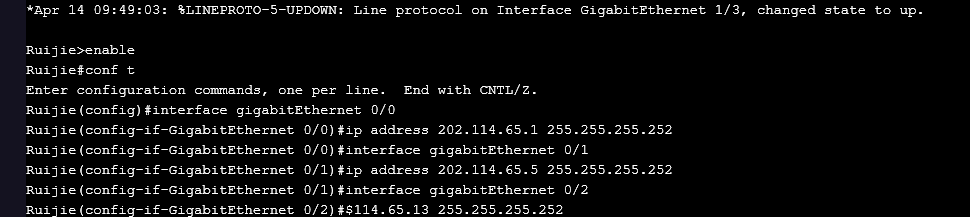 *Apr 14 09:49:03: %LINEPROTO-5-UPDOWN: Line protocol on Interface GigabitEthernet 1/3, changed state to up.
Ruijie>enable
Ruijie#conf t
Enter configuration commands, one per line.  End with CNTL/Z.
Ruijie(config)#interface gigabitEthernet 0/0
Ruijie(config-if-GigabitEthernet 0/0)#ip address 202.114.65.1 255.255.255.252
Ruijie(config-if-GigabitEthernet 0/0)#interface gigabitEthernet 0/1
Ruijie(config-if-GigabitEthernet 0/1)#ip address 202.114.65.5 255.255.255.252
Ruijie(config-if-GigabitEthernet 0/1)#interface gigabitEthernet 0/2
Ruijie(config-if-GigabitEthernet 0/2)#$114.65.13 255.255.255.252